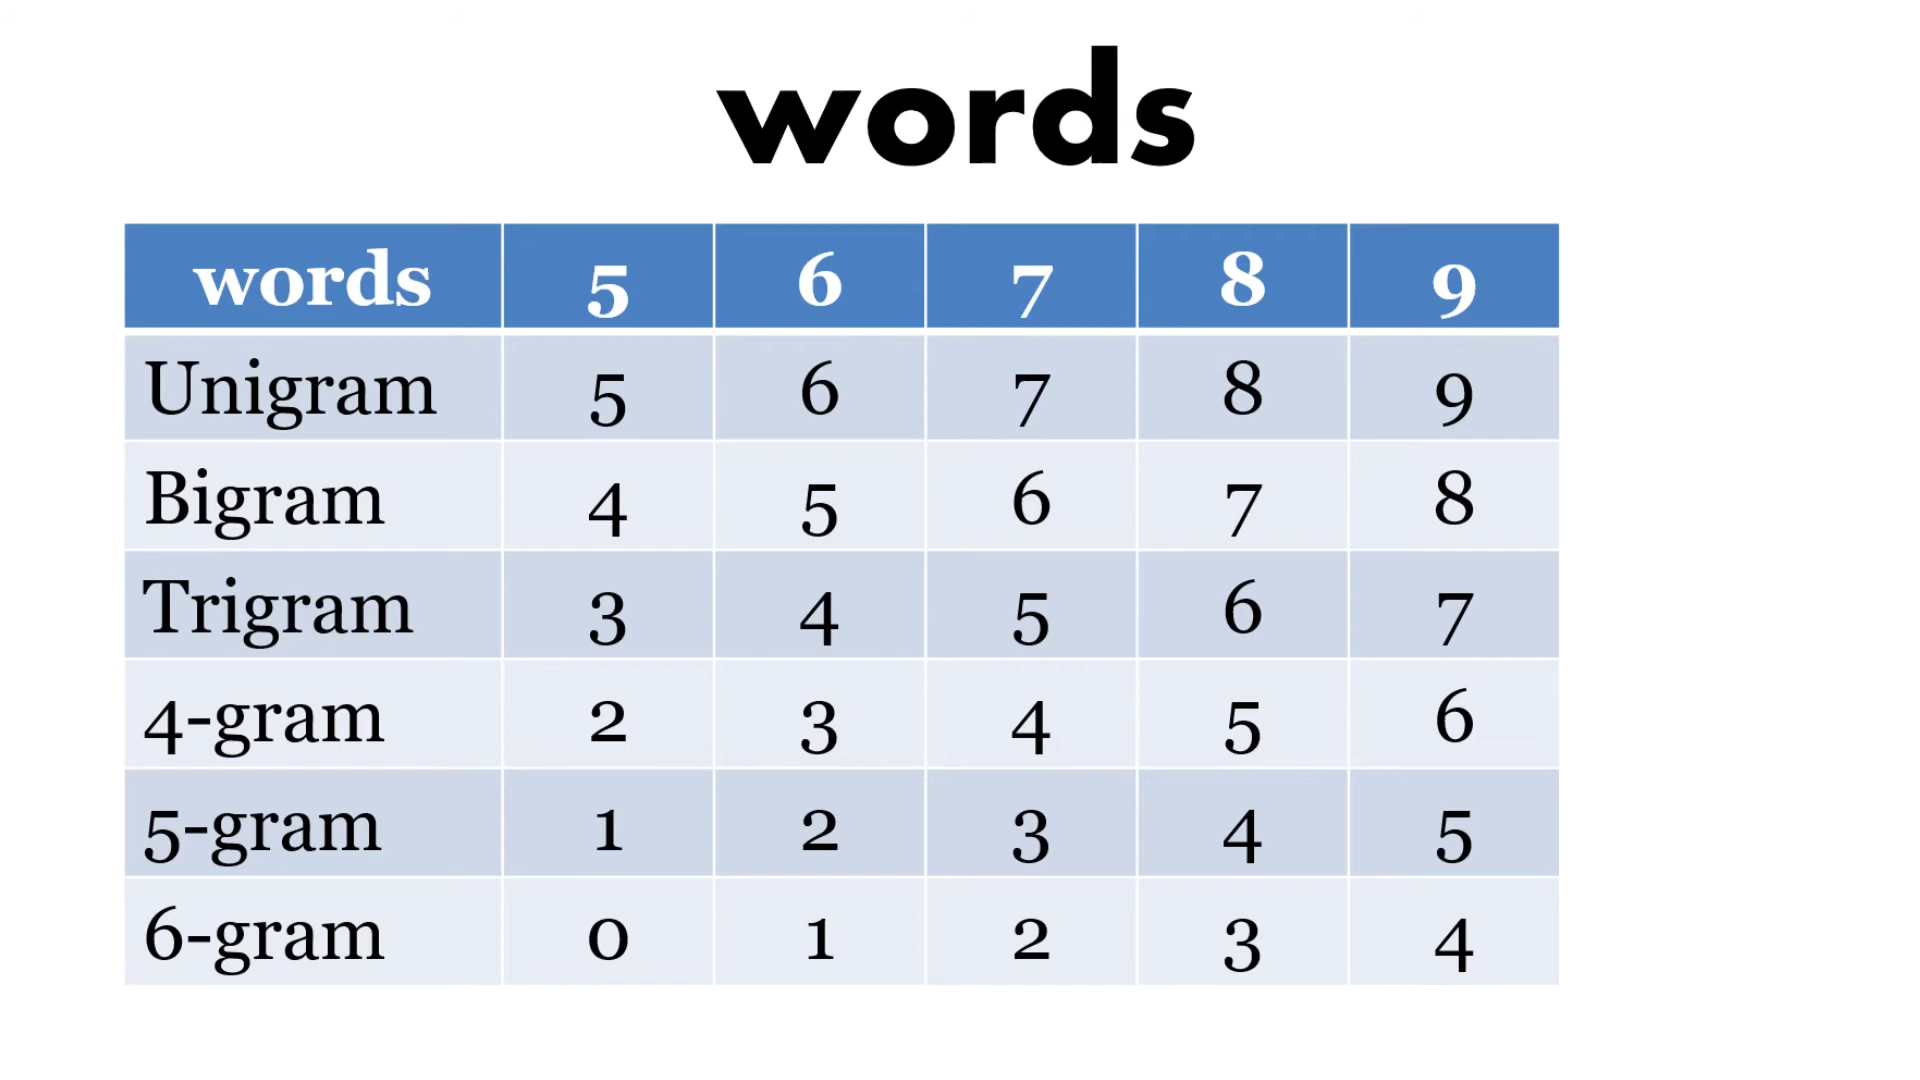 words
words 5 6 7 8 9
Unigram 5 6 7 8 9
Bigram 4 5 6 7 8
Trigram 3 4 5 6 7
4-gram 2 3 4 5 6
5-gram 1 2 3 4 5
6-gram 0 1 2 3 4